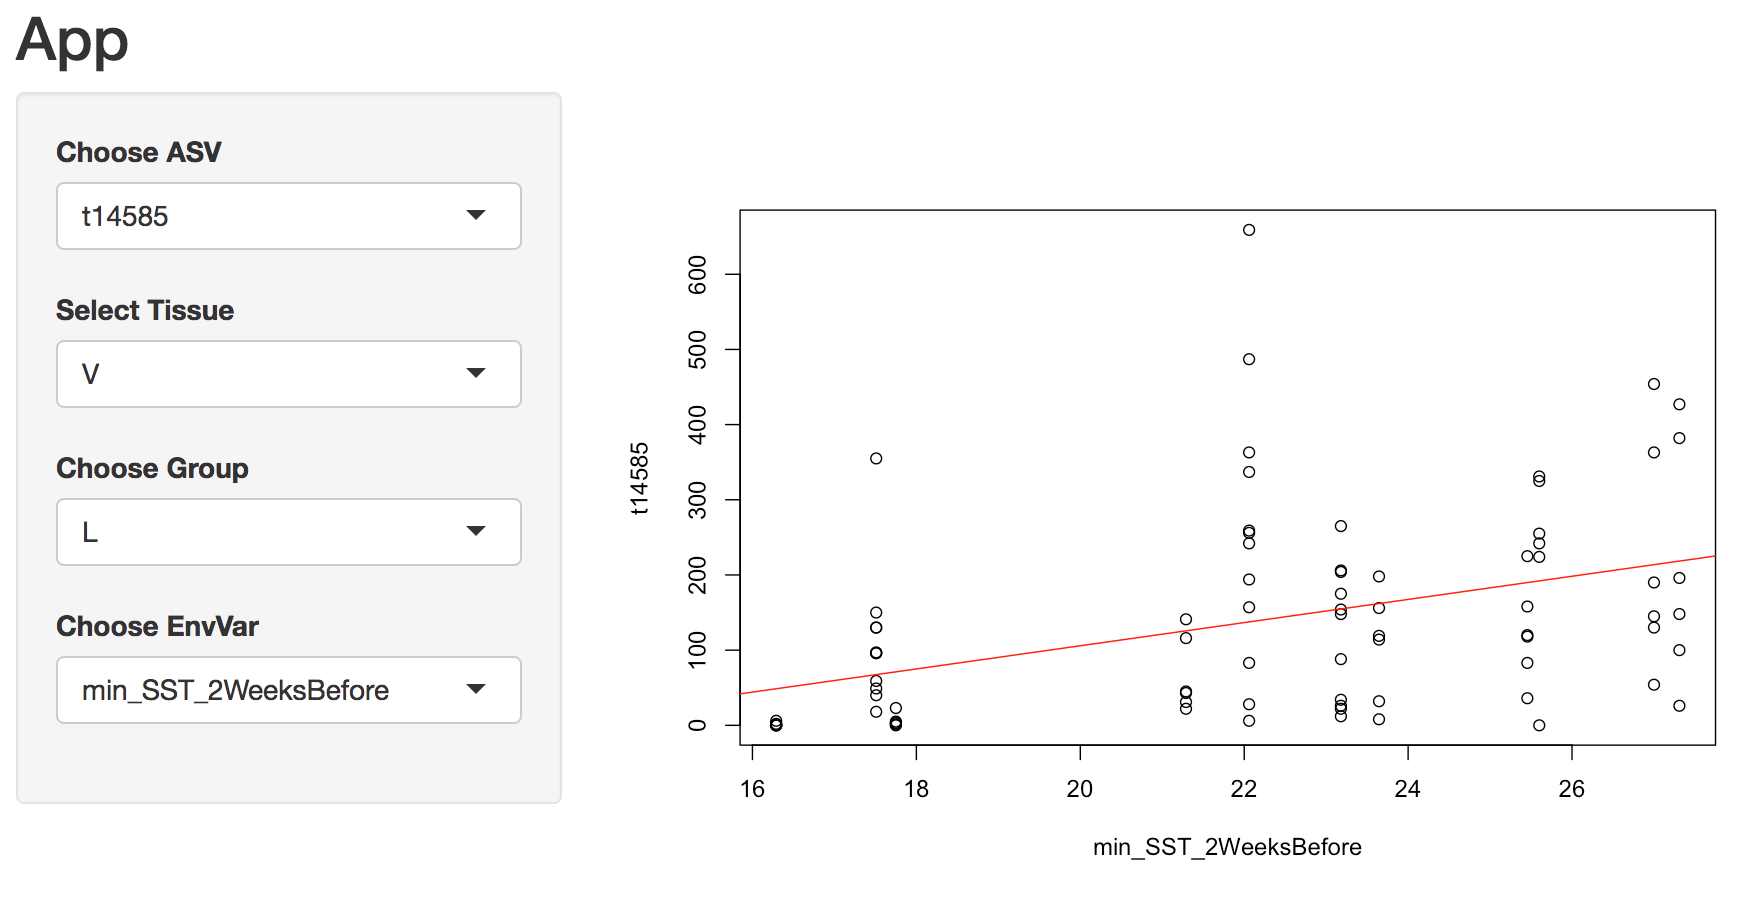 App
Choose ASV
t14585
Select Tissue
V
Choose Group
L
Choose EnvVar
min_SST_2WeeksBefore
t14585
600
500
400
300
200
100
0
16 18 20 22 24 26
min_SST_2WeeksBefore